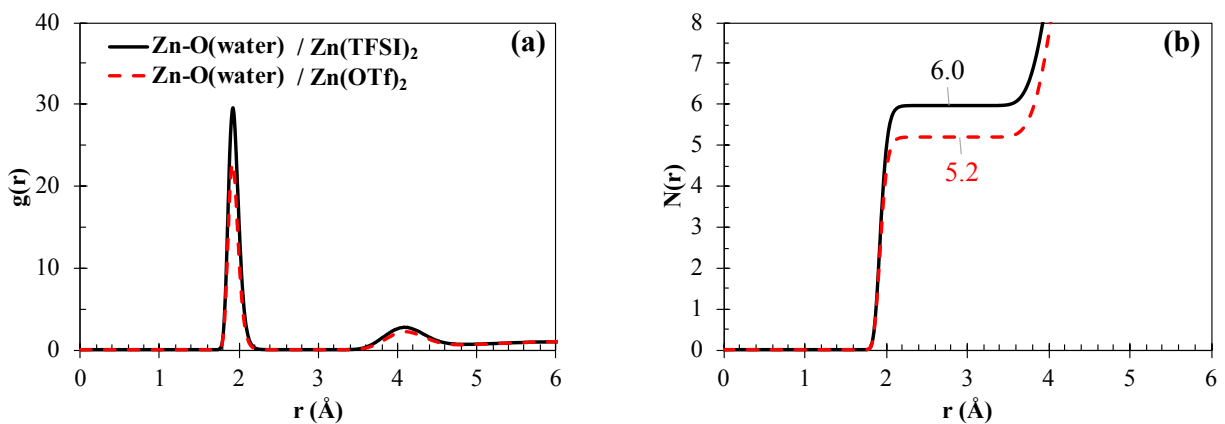 (a)
Zn-O(water) / Zn(TFSI)₂
Zn-O(water) / Zn(OTf)₂
g(r)
40
30
20
10
0
0 1 2 3 4 5 6
r (Å)
(b)
6.0
5.2
N(r)
8
7
6
5
4
3
2
1
0
0 1 2 3 4 5 6
r (Å)